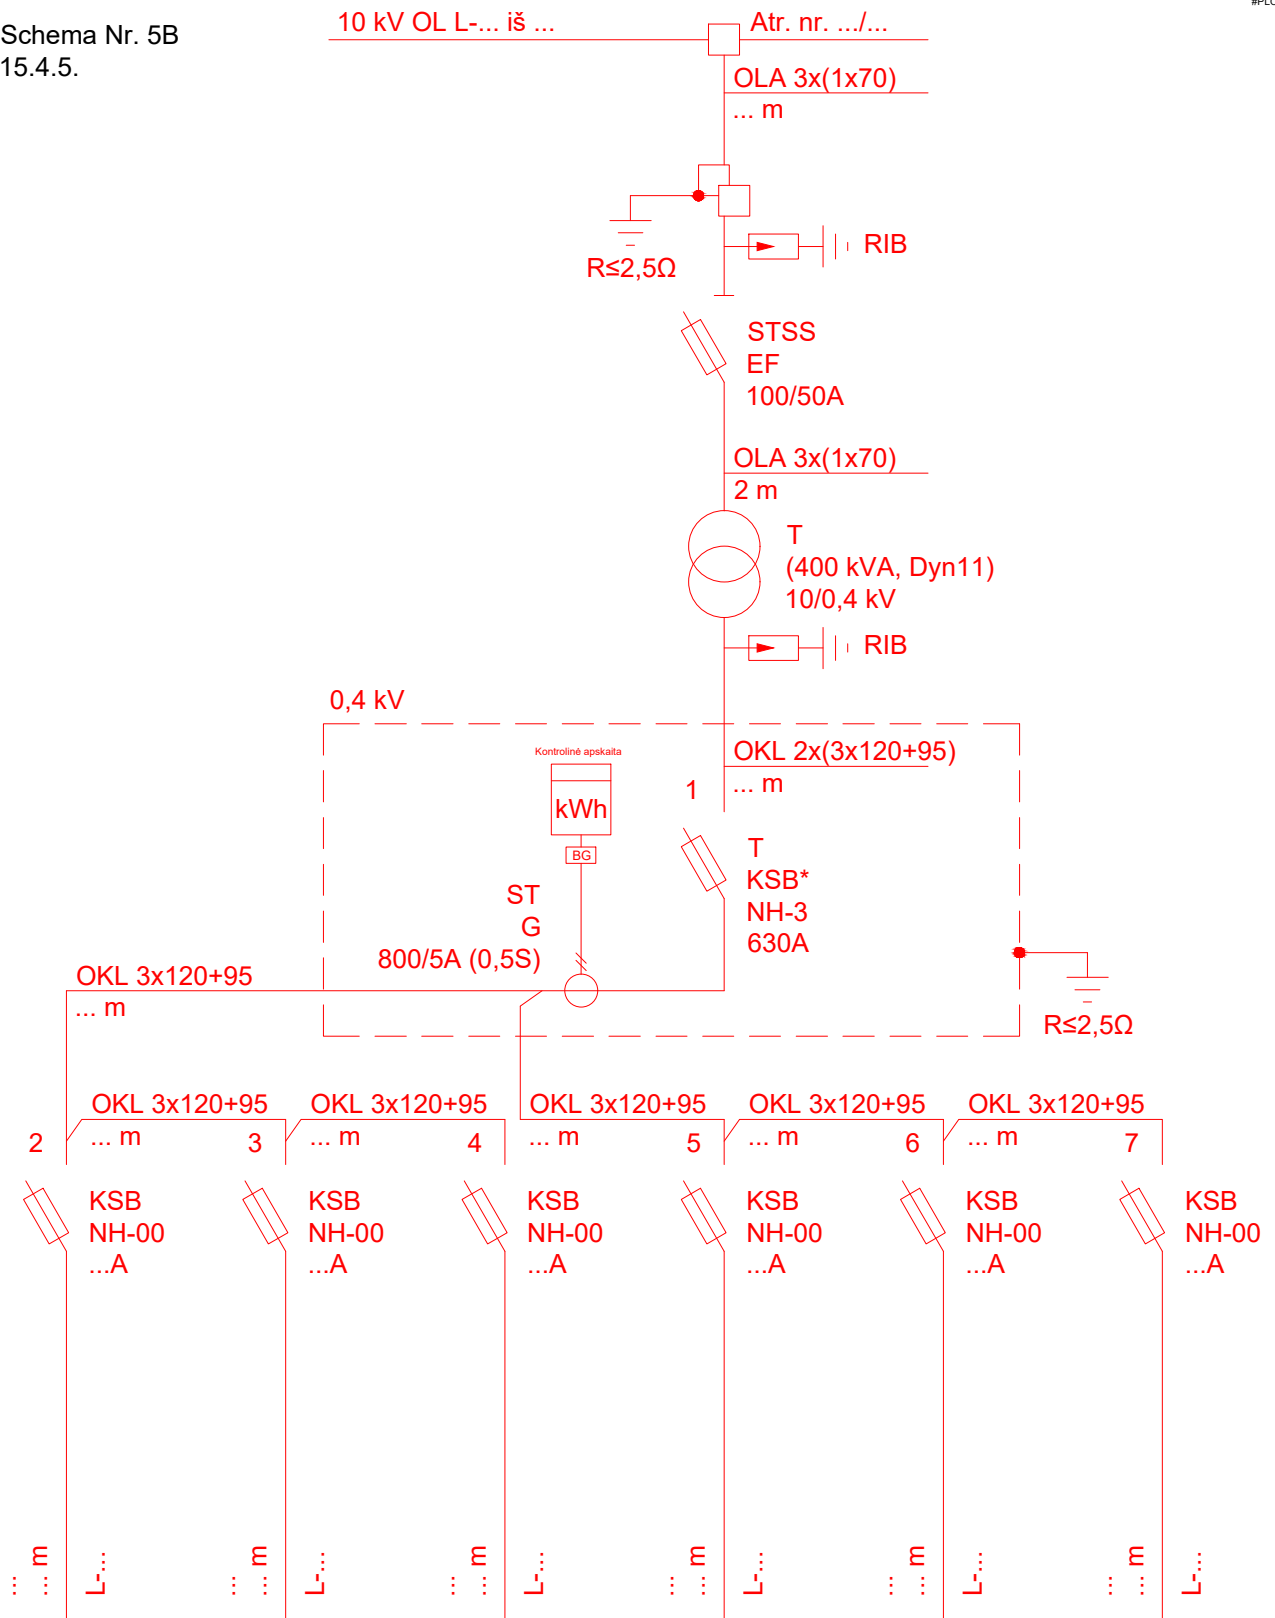 #PLO
Schema Nr. 5B
15.4.5.
10 kV OL L-... iš ...
Atr. nr. .../...
OLA 3x(1x70)
... m
R≤2,5Ω
RIB
STSS
EF
100/50A
OLA 3x(1x70)
2 m
T
(400 kVA, Dyn11)
10/0,4 kV
RIB
0,4 kV
Kontrolinė apskaita
kWh
BG
OKL 2x(3x120+95)
... m
1
T
KSB*
NH-3
630A
ST
G
800/5A (0,5S)
R≤2,5Ω
OKL 3x120+95
... m
OKL 3x120+95
... m
OKL 3x120+95
... m
OKL 3x120+95
... m
OKL 3x120+95
... m
OKL 3x120+95
... m
2
KSB
NH-00
...A
3
KSB
NH-00
...A
4
KSB
NH-00
...A
5
KSB
NH-00
...A
6
KSB
NH-00
...A
7
KSB
NH-00
...A
...
... m
L-...
...
... m
L-...
...
... m
L-...
...
... m
L-...
...
... m
L-...
...
... m
L-...